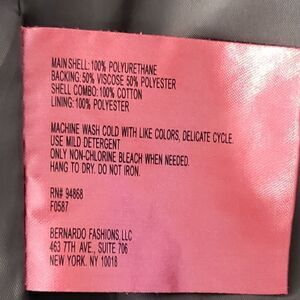 MAIN SHELL: 100% POLYURETHANE
BACKING: 50% VISCOSE 50% POLYESTER
SHELL COMBO: 100% COTTON
LINING: 100% POLYESTER
MACHINE WASH COLD WITH LIKE COLORS, DELICATE CYCLE.
USE MILD DETERGENT
ONLY NON-CHLORINE BLEACH WHEN NEEDED.
HANG TO DRY. DO NOT IRON.
RN# 94868
F0587
BERNARDO FASHIONS, LLC
463 7TH AVE., SUITE 706
NEW YORK. NY 10018